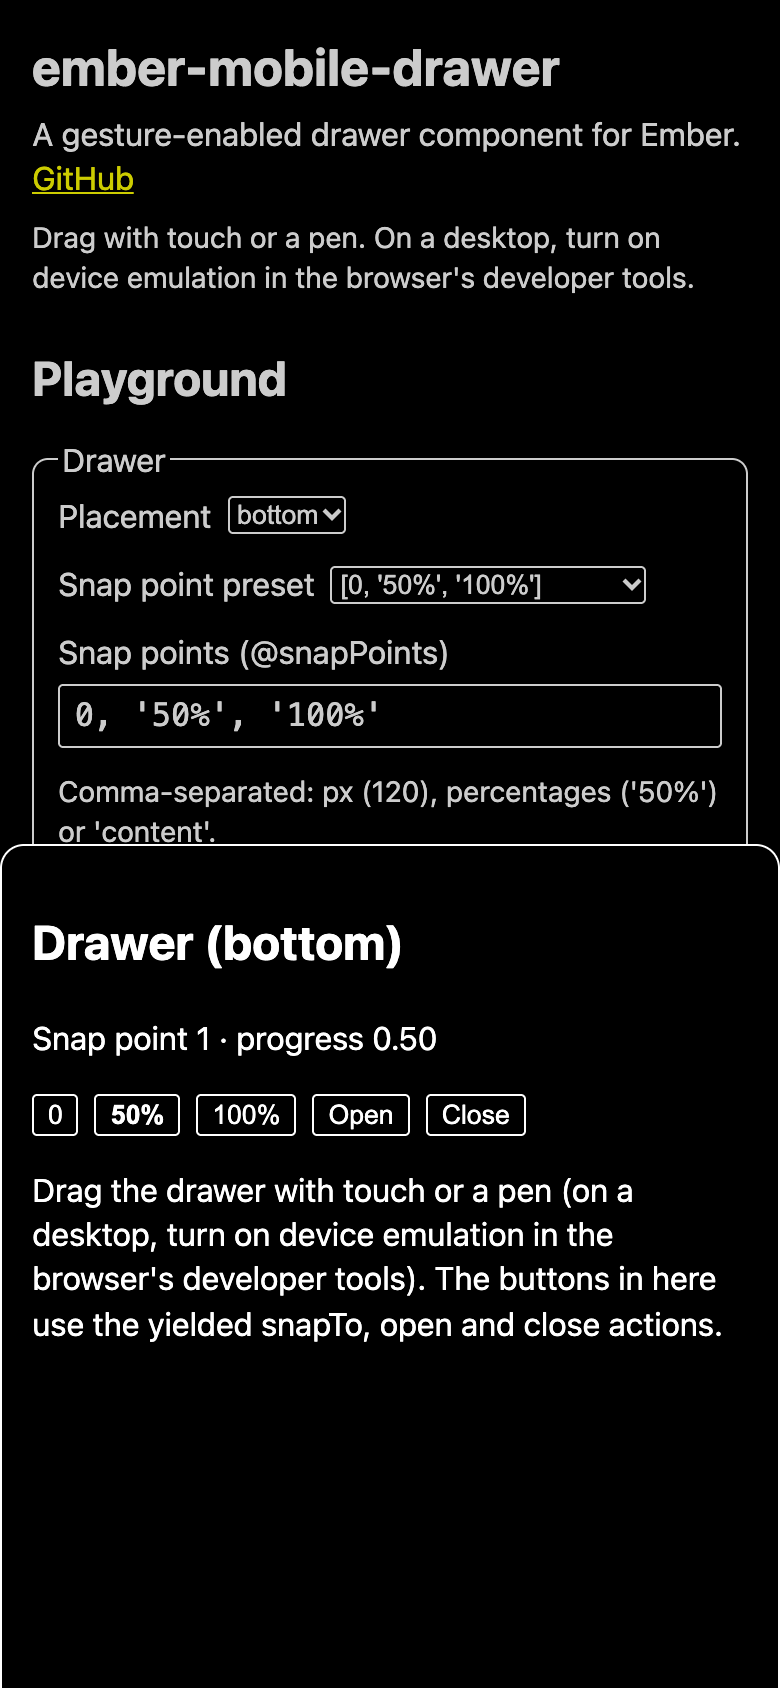 ember-mobile-drawer
A gesture-enabled drawer component for Ember.
GitHub
Drag with touch or a pen. On a desktop, turn on
device emulation in the browser's developer tools.
Playground
Drawer
Placement bottom
Snap point preset [0, '50%', '100%']
Snap points (@snapPoints)
0, '50%', '100%'
Comma-separated: px (120), percentages ('50%')
or 'content'.
Drawer (bottom)
Snap point 1 · progress 0.50
0 50% 100% Open Close
Drag the drawer with touch or a pen (on a
desktop, turn on device emulation in the
browser's developer tools). The buttons in here
use the yielded snapTo, open and close actions.